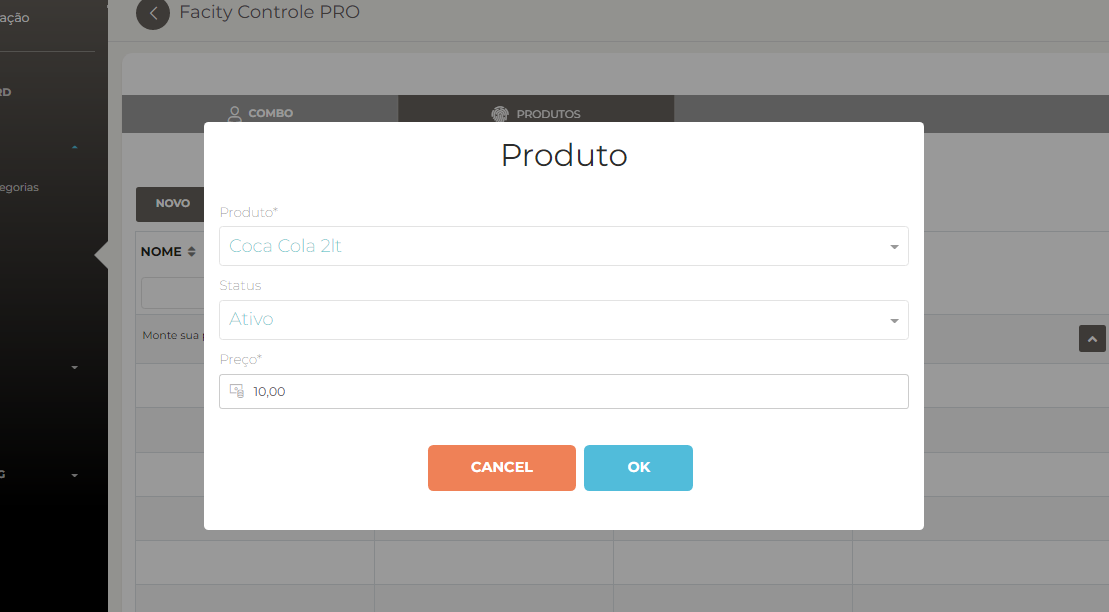 ação
Facity Controle PRO
RD
COMBO
PRODUTOS
egorias
NOVO
NOME
Monte sua
Produto
Produto*
Coca Cola 2lt
Status
Ativo
Preço*
10,00
CANCEL
OK
G